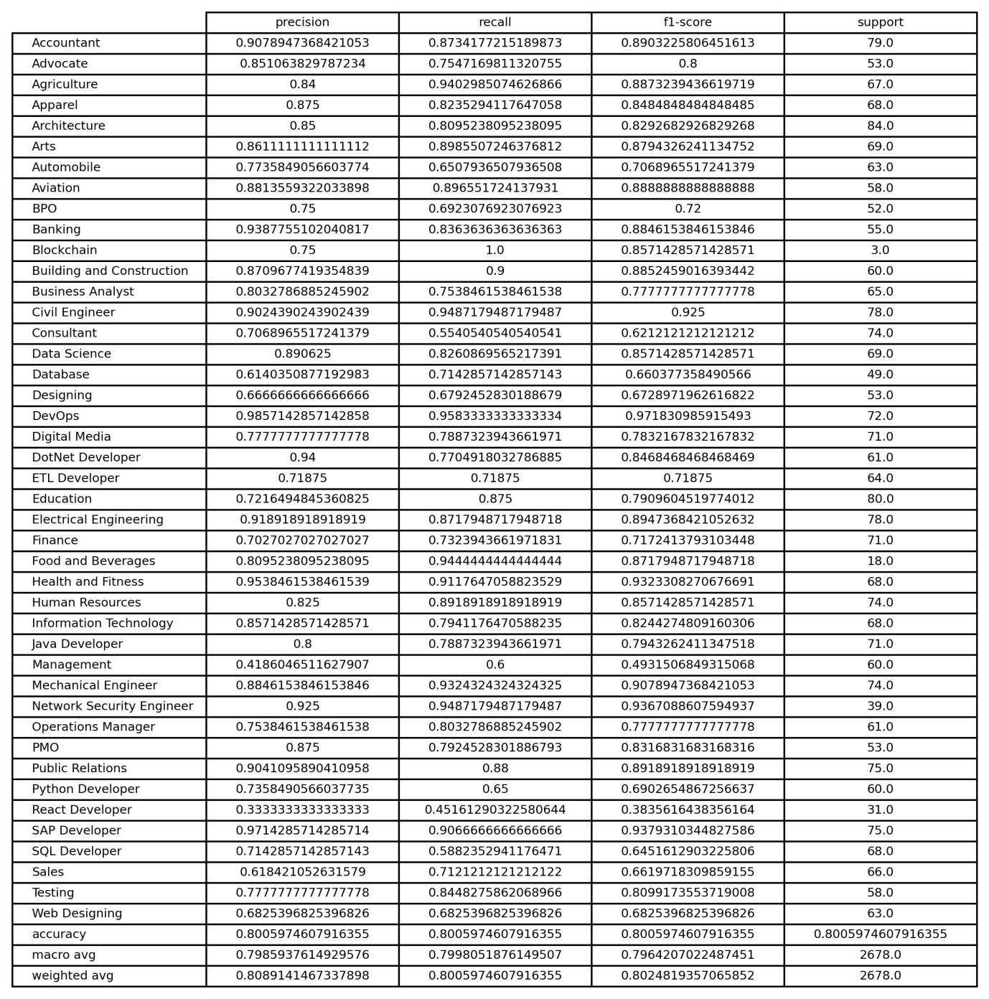 precision recall f1-score support
Accountant 0.9078947368421053 0.8734177215189873 0.8903225806451613 79.0
Advocate 0.851063829787234 0.7547169811320755 0.8 53.0
Agriculture 0.84 0.9402985074626866 0.8873239436619719 67.0
Apparel 0.875 0.8235294117647058 0.8484848484848485 68.0
Architecture 0.85 0.8095238095238095 0.8292682926829268 84.0
Arts 0.8611111111111112 0.8985507246376812 0.8794326241134752 69.0
Automobile 0.7735849056603774 0.6507936507936508 0.7068965517241379 63.0
Aviation 0.8813559322033898 0.896551724137931 0.8888888888888888 58.0
BPO 0.75 0.6923076923076923 0.72 52.0
Banking 0.9387755102040817 0.8363636363636363 0.8846153846153846 55.0
Blockchain 0.75 1.0 0.8571428571428571 3.0
Building and Construction 0.8709677419354839 0.9 0.8852459016393442 60.0
Business Analyst 0.8032786885245902 0.7538461538461538 0.7777777777777778 65.0
Civil Engineer 0.9024390243902439 0.9487179487179487 0.925 78.0
Consultant 0.7068965517241379 0.5540540540540541 0.6212121212121212 74.0
Data Science 0.890625 0.8260869565217391 0.8571428571428571 69.0
Database 0.6140350877192983 0.7142857142857143 0.660377358490566 49.0
Designing 0.6666666666666666 0.6792452830188679 0.6728971962616822 53.0
DevOps 0.9857142857142858 0.9583333333333334 0.971830985915493 72.0
Digital Media 0.7777777777777778 0.7887323943661971 0.7832167832167832 71.0
DotNet Developer 0.94 0.7704918032786885 0.8468468468468469 61.0
ETL Developer 0.71875 0.71875 0.71875 64.0
Education 0.7216494845360825 0.875 0.7909604519774012 80.0
Electrical Engineering 0.918918918918919 0.8717948717948718 0.8947368421052632 78.0
Finance 0.7027027027027027 0.7323943661971831 0.7172413793103448 71.0
Food and Beverages 0.8095238095238095 0.9444444444444444 0.8717948717948718 18.0
Health and Fitness 0.9538461538461539 0.9117647058823529 0.9323308270676691 68.0
Human Resources 0.825 0.8918918918918919 0.8571428571428571 74.0
Information Technology 0.8571428571428571 0.7941176470588235 0.8244274809160306 68.0
Java Developer 0.8 0.7887323943661971 0.7943262411347518 71.0
Management 0.4186046511627907 0.6 0.4931506849315068 60.0
Mechanical Engineer 0.8846153846153846 0.9324324324324325 0.9078947368421053 74.0
Network Security Engineer 0.925 0.9487179487179487 0.9367088607594937 39.0
Operations Manager 0.7538461538461538 0.8032786885245902 0.7777777777777778 61.0
PMO 0.875 0.7924528301886793 0.8316831683168316 53.0
Public Relations 0.9041095890410958 0.88 0.8918918918918919 75.0
Python Developer 0.7358490566037735 0.65 0.6902654867256637 60.0
React Developer 0.3333333333333333 0.45161290322580644 0.3835616438356164 31.0
SAP Developer 0.9714285714285714 0.9066666666666666 0.9379310344827586 75.0
SQL Developer 0.7142857142857143 0.5882352941176471 0.6451612903225806 68.0
Sales 0.618421052631579 0.7121212121212122 0.6619718309859155 66.0
Testing 0.7777777777777778 0.8448275862068966 0.8099173553719008 58.0
Web Designing 0.6825396825396826 0.6825396825396826 0.6825396825396826 63.0
accuracy 0.8005974607916355 0.8005974607916355 0.8005974607916355 0.8005974607916355
macro avg 0.7985937614929576 0.7998051876149507 0.7964207022487451 2678.0
weighted avg 0.8089141467337898 0.8005974607916355 0.8024819357065852 2678.0